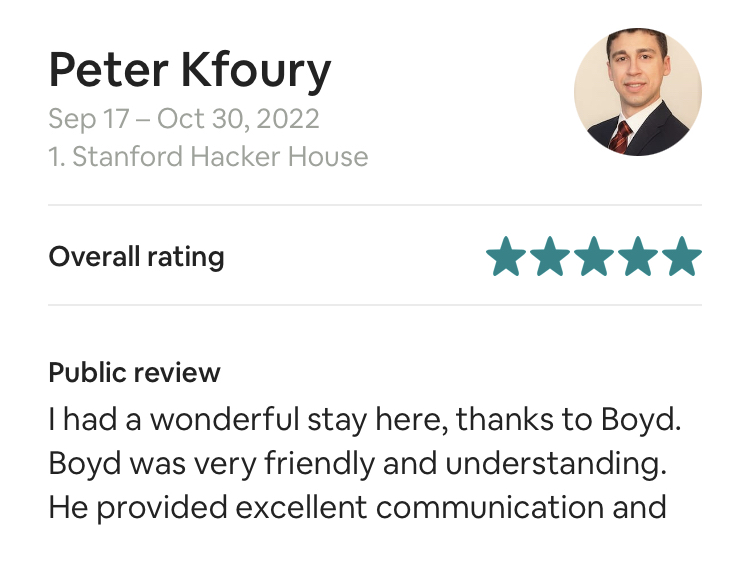 Peter Kfoury
Sep 17 – Oct 30, 2022
1. Stanford Hacker House
Overall rating
Public review
I had a wonderful stay here, thanks to Boyd.
Boyd was very friendly and understanding.
He provided excellent communication and